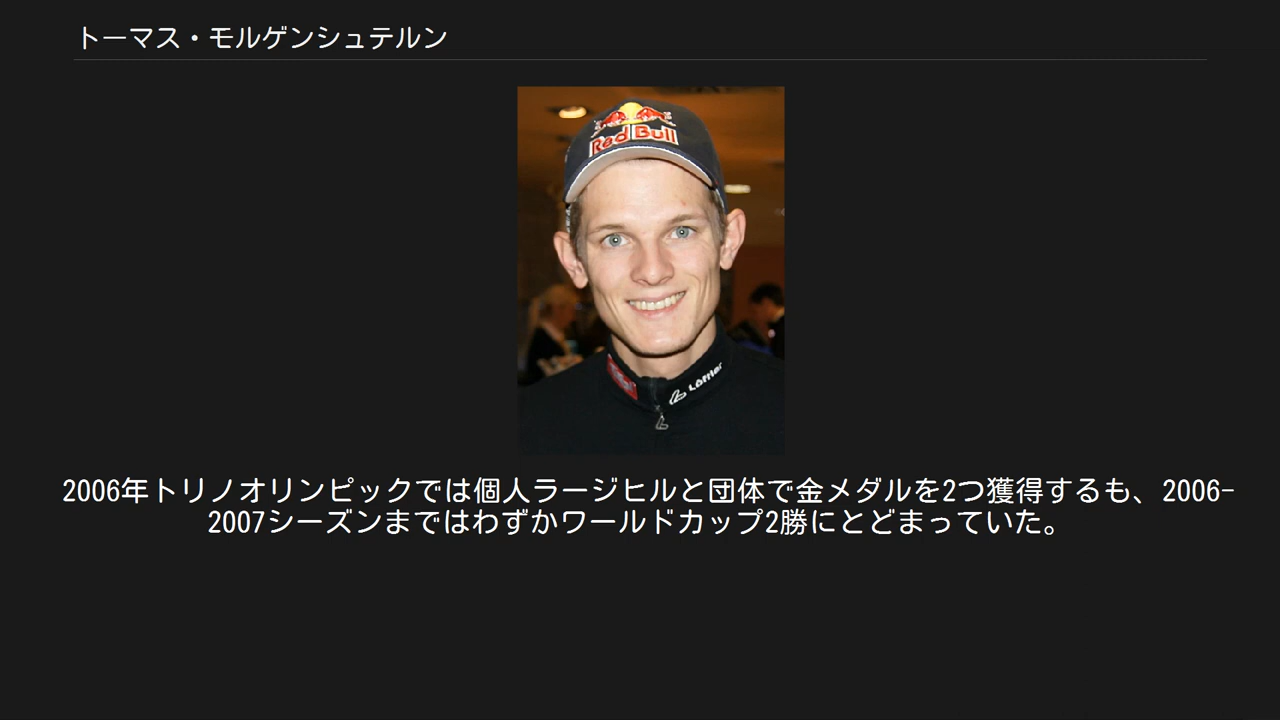 トーマス・モルゲンシュテルン
Red Bull
Löffler
2006年トリノオリンピックでは個人ラージヒルと団体で金メダルを2つ獲得するも、2006-
2007シーズンまではわずかワールドカップ2勝にとどまっていた。